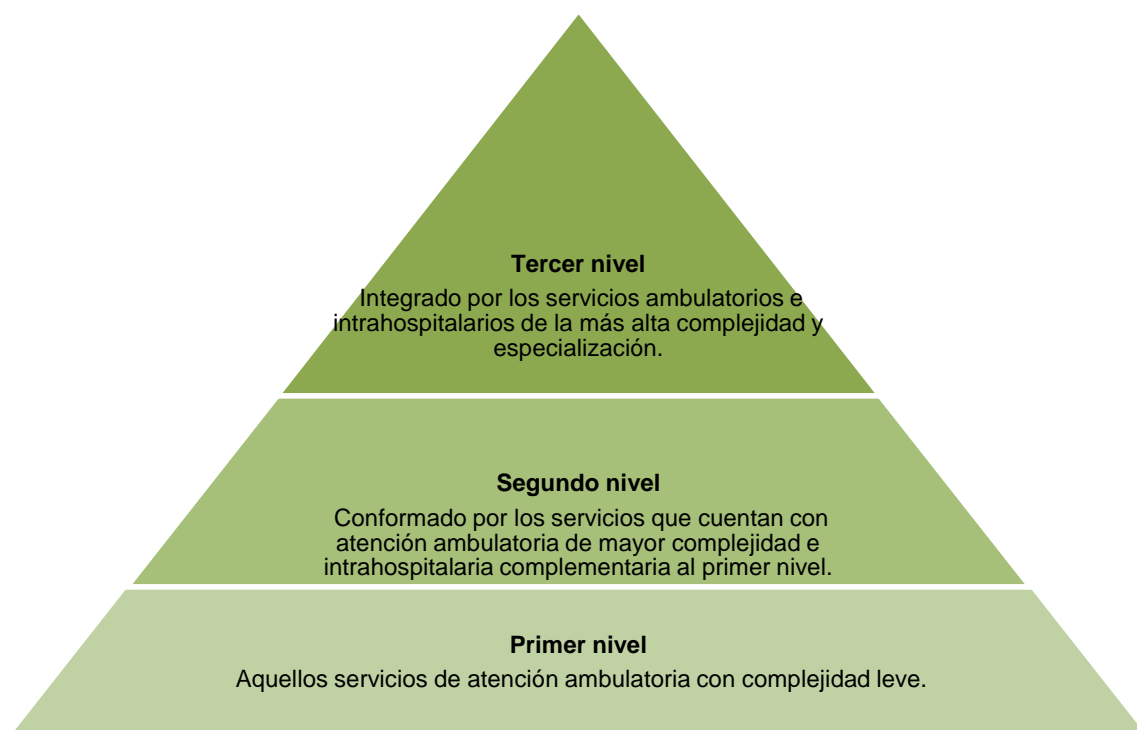 Tercer nivel
Integrado por los servicios ambulatorios e
intrahospitalarios de la más alta complejidad y
especialización.
Segundo nivel
Conformado por los servicios que cuentan con
atención ambulatoria de mayor complejidad e
intrahospitalaria complementaria al primer nivel.
Primer nivel
Aquellos servicios de atención ambulatoria con complejidad leve.